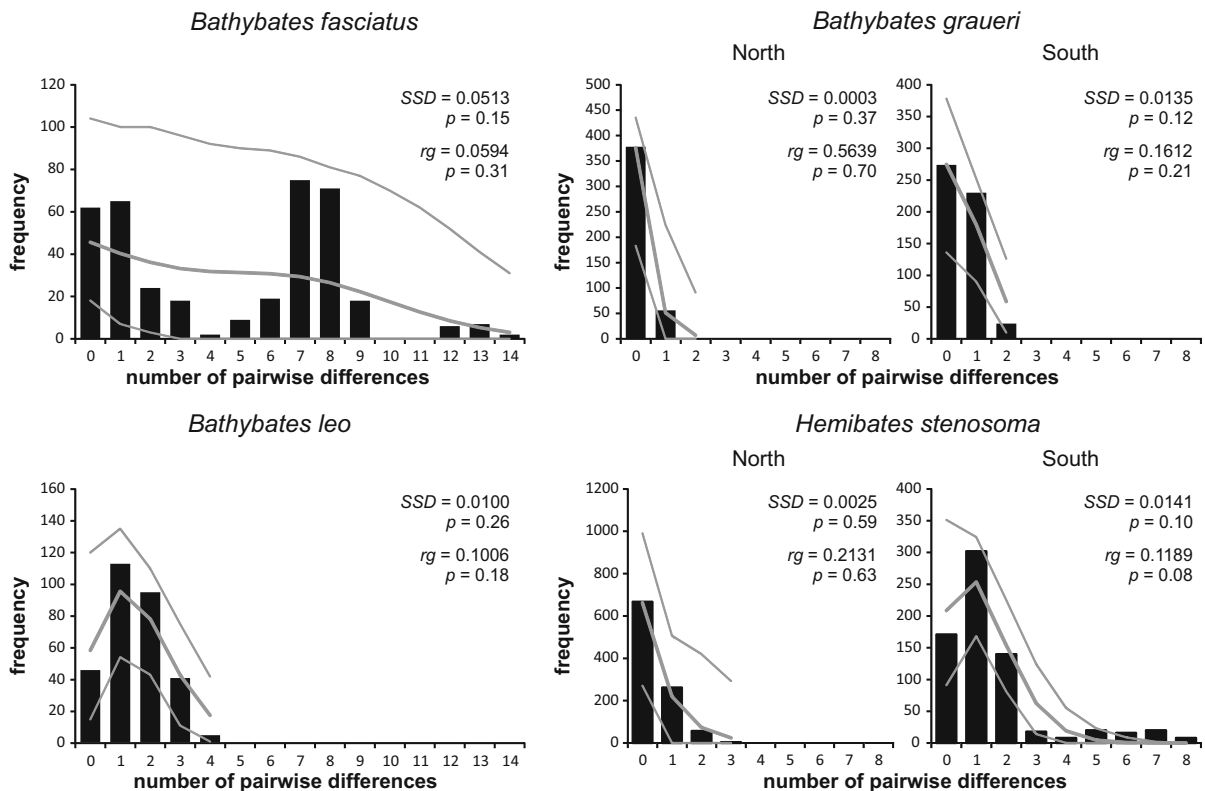 Bathybates fasciatus
120
100
80
60
40
20
0
frequency
SSD = 0.0513
p = 0.15
rg = 0.0594
p = 0.31
0 1 2 3 4 5 6 7 8 9 10 11 12 13 14
number of pairwise differences
Bathybates graueri
North
500
450
400
350
300
250
200
150
100
50
0
frequency
SSD = 0.0003
p = 0.37
rg = 0.5639
p = 0.70
0 1 2 3 4 5 6 7 8
South
400
350
300
250
200
150
100
50
0
SSD = 0.0135
p = 0.12
rg = 0.1612
p = 0.21
0 1 2 3 4 5 6 7 8
number of pairwise differences
Bathybates leo
160
140
120
100
80
60
40
20
0
frequency
SSD = 0.0100
p = 0.26
rg = 0.1006
p = 0.18
0 1 2 3 4 5 6 7 8 9 10 11 12 13 14
number of pairwise differences
Hemibates stenosoma
North
1200
1000
800
600
400
200
0
frequency
SSD = 0.0025
p = 0.59
rg = 0.2131
p = 0.63
0 1 2 3 4 5 6 7 8
South
400
350
300
250
200
150
100
50
0
SSD = 0.0141
p = 0.10
rg = 0.1189
p = 0.08
0 1 2 3 4 5 6 7 8
number of pairwise differences